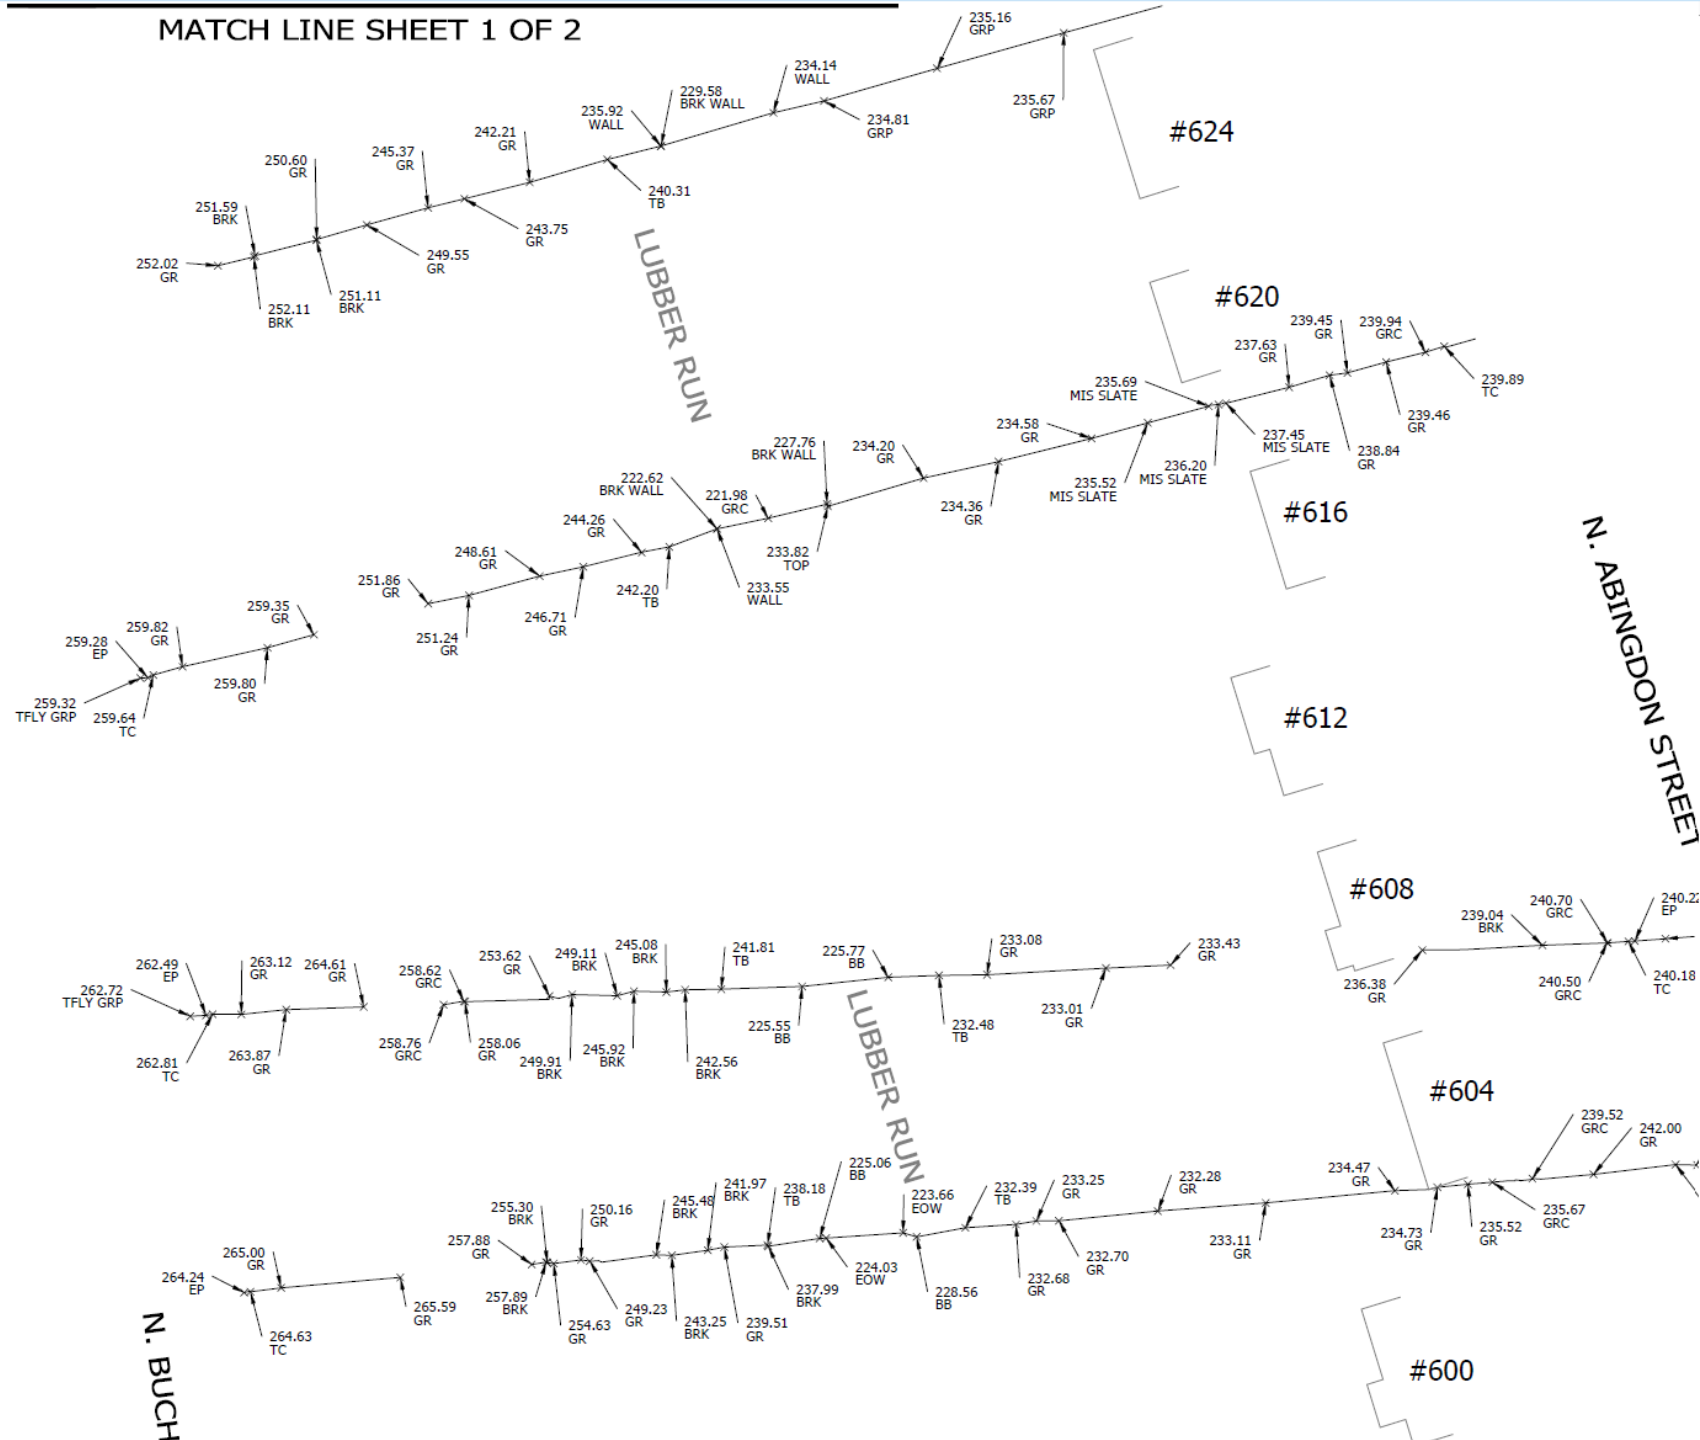 MATCH LINE SHEET 1 OF 2
235.16
GRP
234.14
WALL
229.58
BRK WALL
235.92
WALL
235.67
GRP
234.81
GRP
#624
242.21
GR
245.37
GR
250.60
GR
240.31
TB
251.59
BRK
243.75
GR
249.55
GR
252.02
GR
251.11
BRK
252.11
BRK
LUBBER RUN
#620
239.45
GR
239.94
GRC
237.63
GR
235.69
MIS SLATE
239.89
TC
239.46
GR
237.45
MIS SLATE
238.84
GR
236.20
MIS SLATE
235.52
MIS SLATE
234.58
GR
234.20
GR
227.76
BRK WALL
234.36
GR
222.62
BRK WALL
221.98
GRC
233.82
TOP
233.55
WALL
244.26
GR
242.20
TB
248.61
GR
246.71
GR
251.86
GR
251.24
GR
259.35
GR
259.82
GR
259.28
EP
259.80
GR
259.32
TFLY GRP
259.64
TC
#616
N. ABINGDON STREET
#612
#608
240.70
GRC
240.22
EP
239.04
BRK
236.38
GR
240.50
GRC
240.18
TC
233.08
GR
233.43
GR
225.77
BB
241.81
TB
245.08
BRK
249.11
BRK
253.62
GR
258.62
GRC
264.61
GR
263.12
GR
262.49
EP
262.72
TFLY GRP
262.81
TC
263.87
GR
258.76
GRC
258.06
GR
249.91
BRK
245.92
BRK
242.56
BRK
225.55
BB
232.48
TB
233.01
GR
LUBBER RUN
#604
239.52
GRC
242.00
GR
234.47
GR
232.28
GR
233.25
GR
232.39
TB
223.66
EOW
225.06
BB
238.18
TB
241.97
BRK
245.48
BRK
250.16
GR
255.30
BRK
257.88
GR
265.00
GR
264.24
EP
264.63
TC
265.59
GR
257.89
BRK
254.63
GR
249.23
GR
243.25
BRK
239.51
GR
237.99
BRK
224.03
EOW
228.56
BB
232.68
GR
232.70
GR
233.11
GR
234.73
GR
235.52
GR
235.67
GRC
N. BUCH
#600